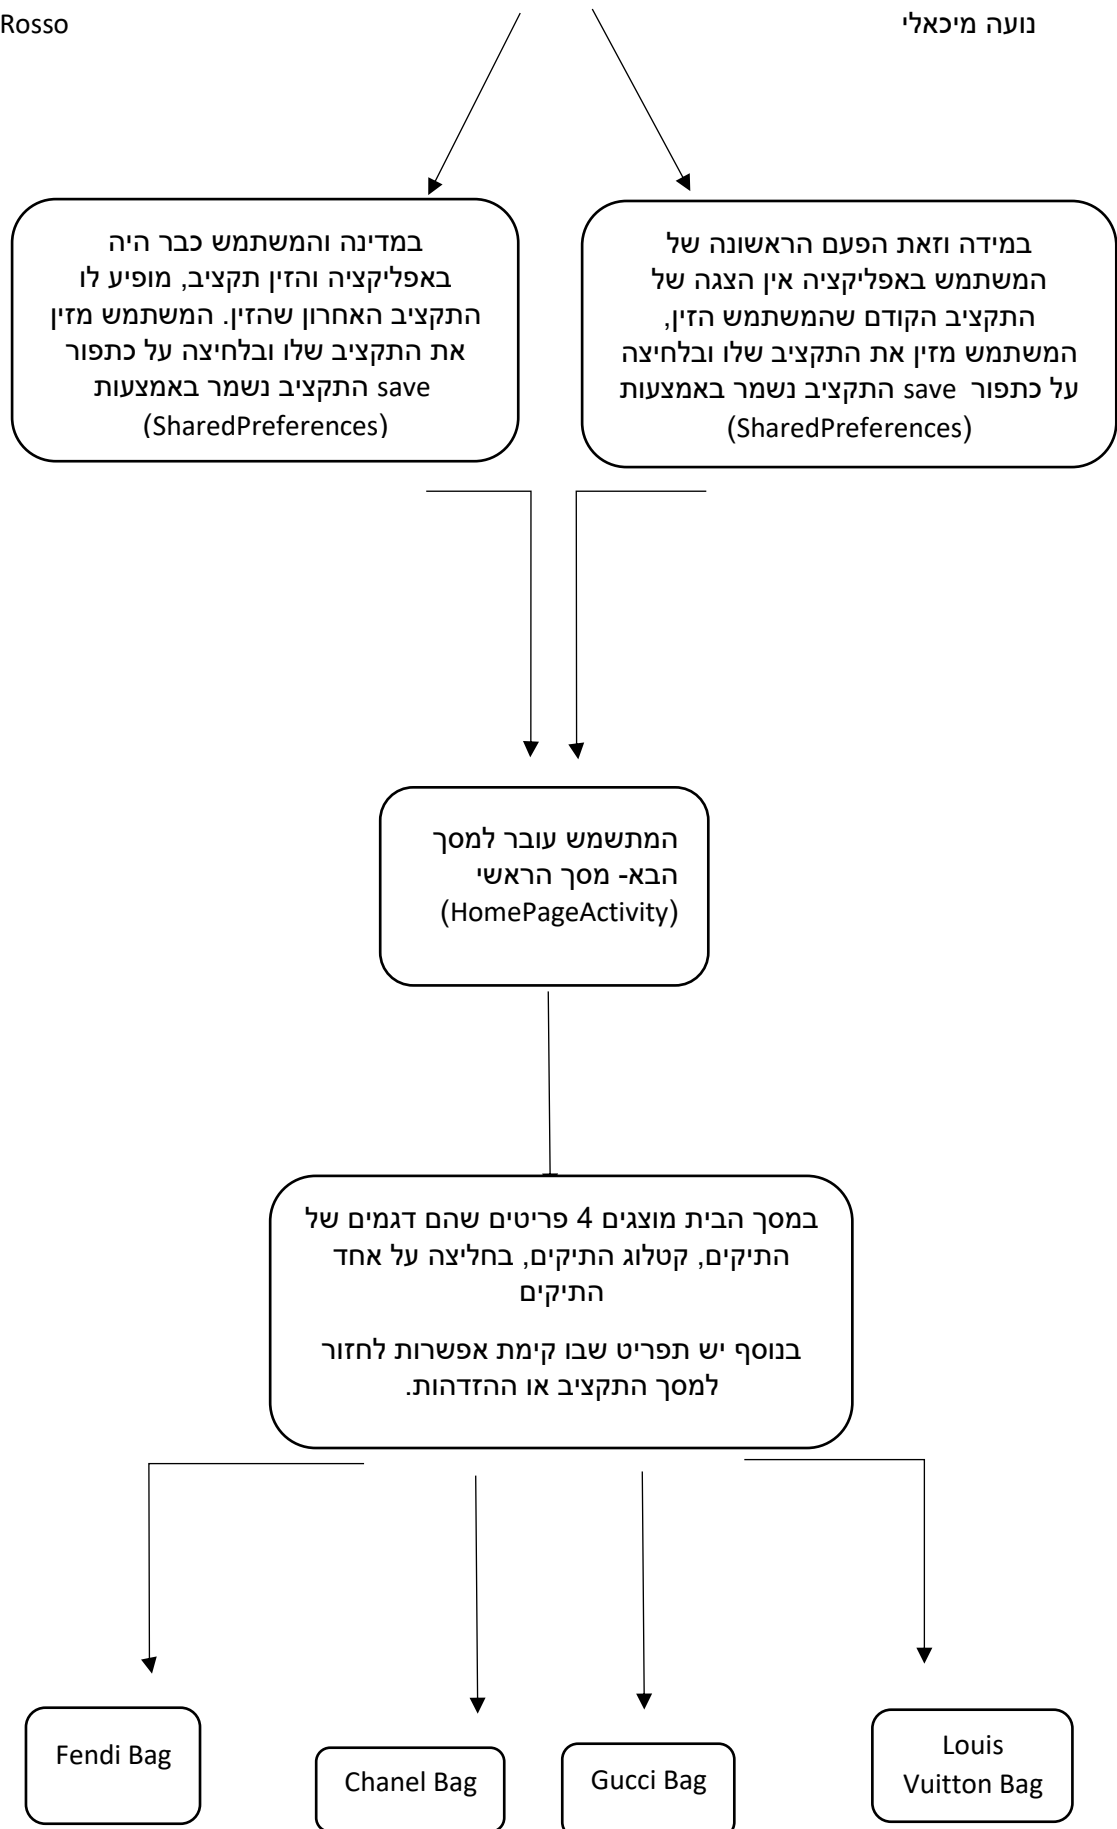 נועה מיכאלי
Rosso
במידה וזאת הפעם הראשונה של
המשתמש באפליקציה אין הצגה של
התקציב הקודם שהמשתמש הזין,
המשתמש מזין את התקציב שלו ובלחיצה
על כתפור save התקציב נשמר באמצעות
(SharedPreferences)
במדינה והמשתמש כבר היה
באפליקציה והזין תקציב, מופיע לו
התקציב האחרון שהזין. המשתמש מזין
את התקציב שלו ובלחיצה על כתפור
save התקציב נשמר באמצעות
(SharedPreferences)
המתשמש עובר למסך
הבא- מסך הראשי
(HomePageActivity)
במסך הבית מוצגים 4 פריטים שהם דגמים של
התיקים, קטלוג התיקים, בחליצה על אחד
התיקים
בנוסף יש תפריט שבו קימת אפשרות לחזור
למסך התקציב או ההזדהות.
Fendi Bag
Chanel Bag
Gucci Bag
Louis
Vuitton Bag